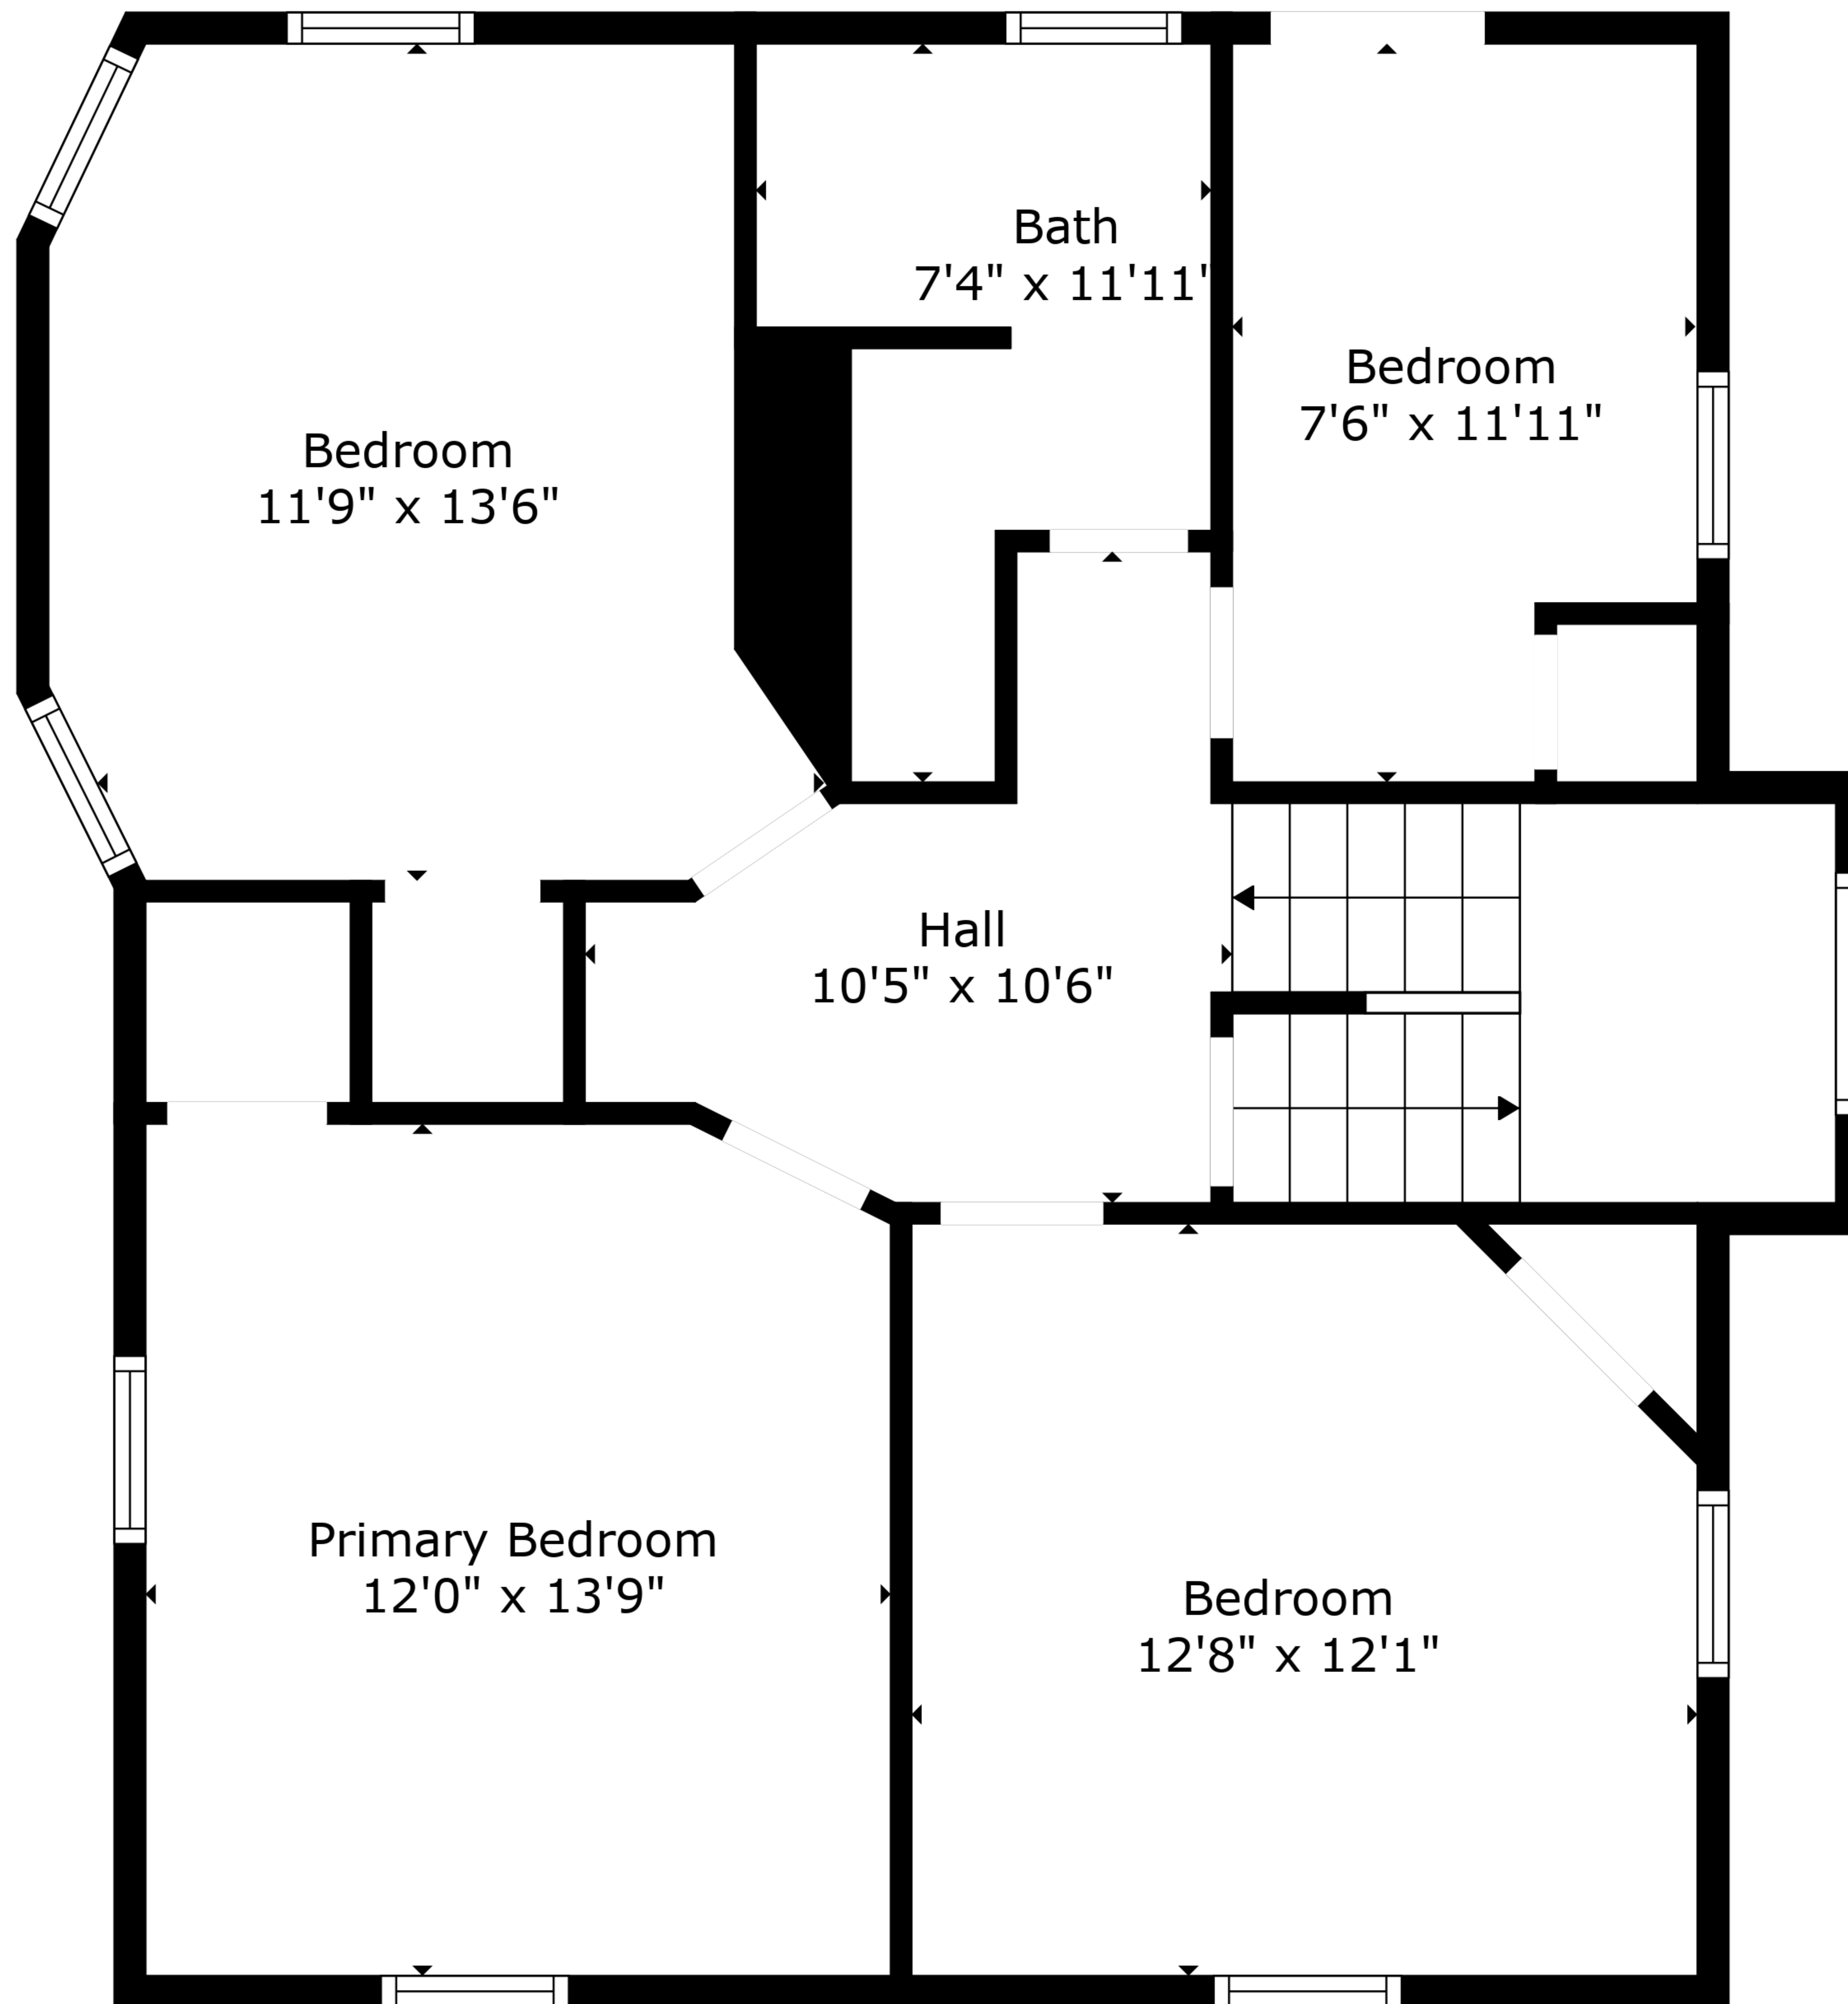 Bath
7'4" x 11'11"
Bedroom
7'6" x 11'11"
Bedroom
11'9" x 13'6"
Hall
10'5" x 10'6"
Primary Bedroom
12'0" x 13'9"
Bedroom
12'8" x 12'1"